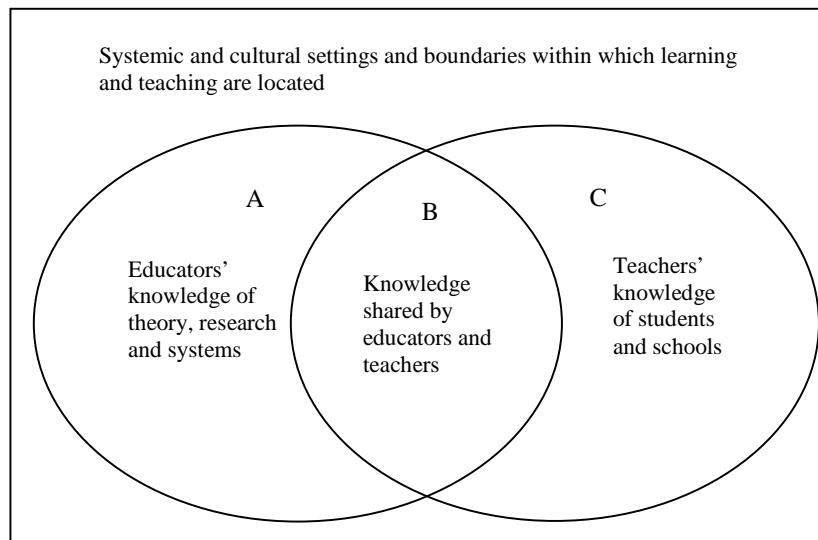 Systemic and cultural settings and boundaries within which learning
and teaching are located
A
B
C
Educators’
knowledge of
theory, research
and systems
Knowledge
shared by
educators and
teachers
Teachers’
knowledge
of students
and schools